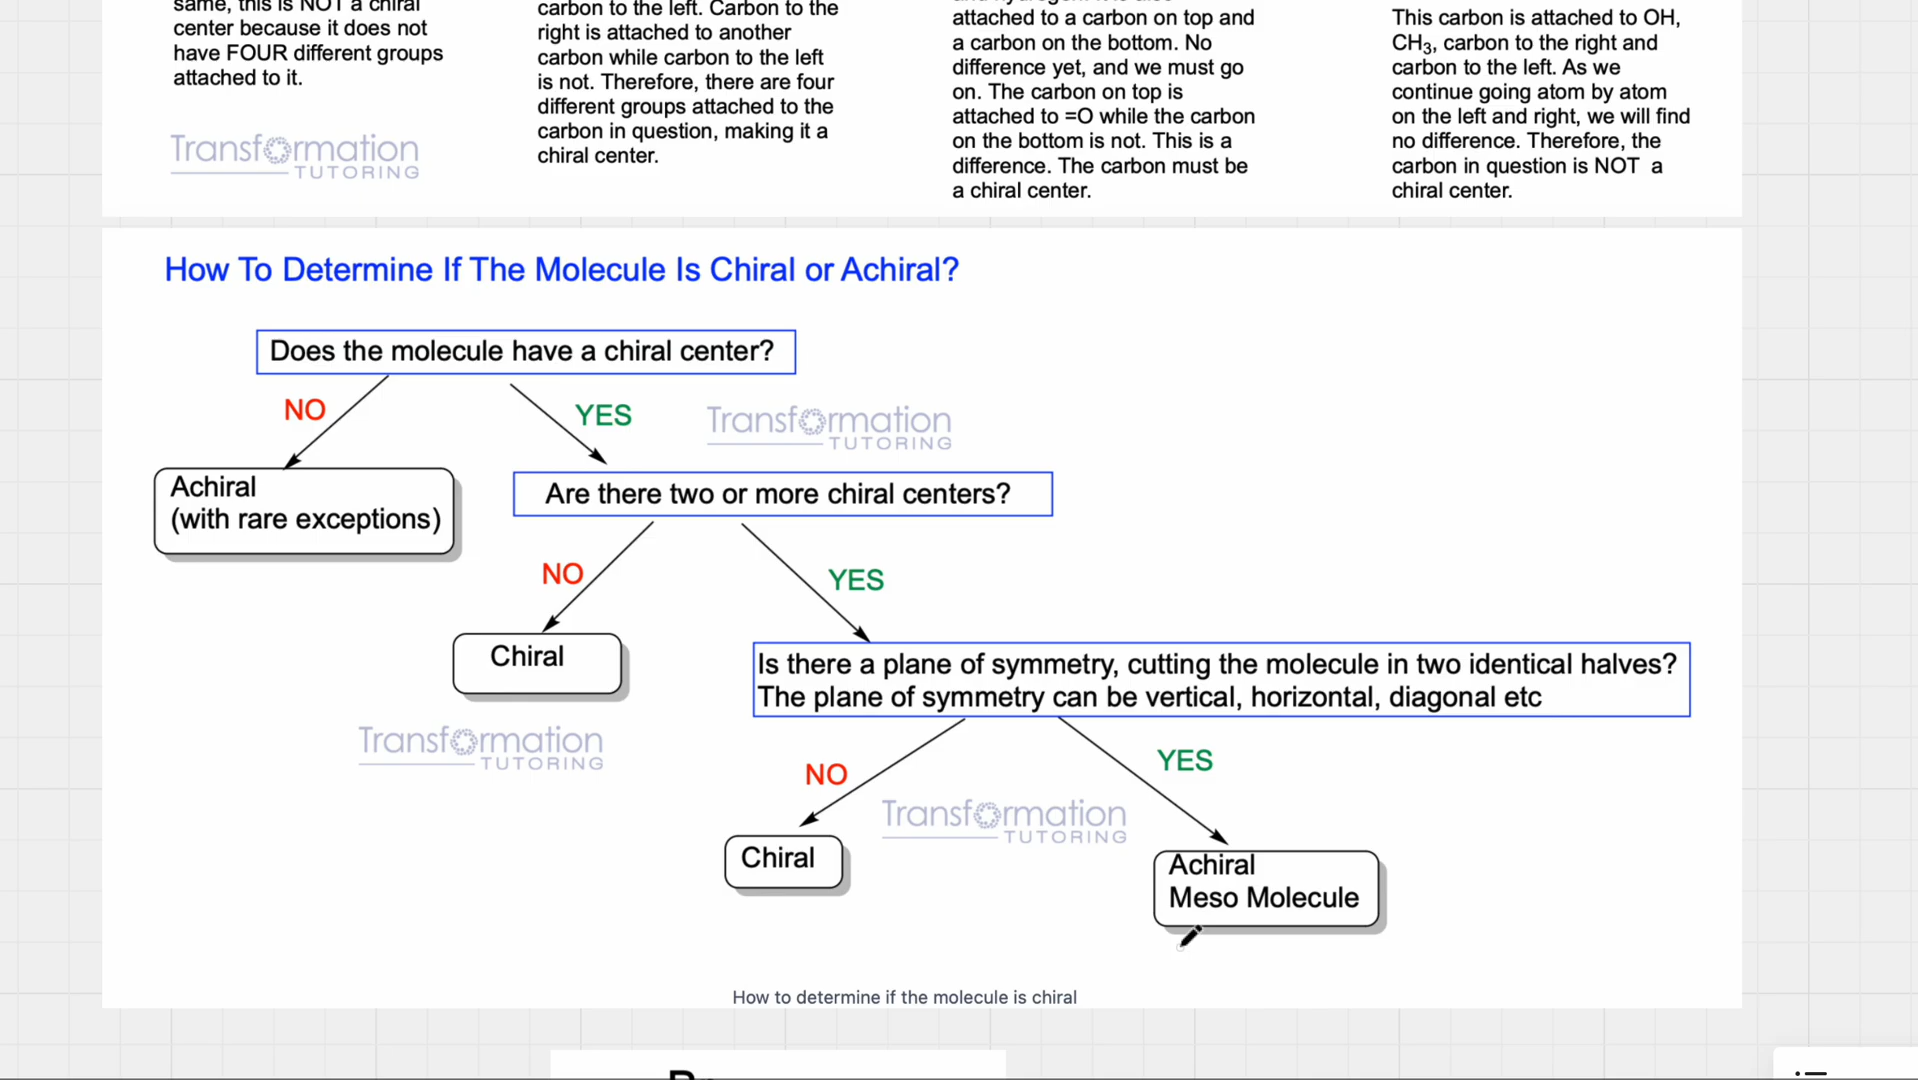 same, this is NOT a chiral
center because it does not
have FOUR different groups
attached to it.
carbon to the left. Carbon to the
right is attached to another
carbon while carbon to the left
is not. Therefore, there are four
different groups attached to the
carbon in question, making it a
chiral center.
attached to a carbon on top and
a carbon on the bottom. No
difference yet, and we must go
on. The carbon on top is
attached to =O while the carbon
on the bottom is not. This is a
difference. The carbon must be
a chiral center.
This carbon is attached to OH,
CH₃, carbon to the right and
carbon to the left. As we
continue going atom by atom
on the left and right, we will find
no difference. Therefore, the
carbon in question is NOT a
chiral center.
Transformation
TUTORING
How To Determine If The Molecule Is Chiral or Achiral?
Does the molecule have a chiral center?
NO
YES
Transformation
TUTORING
Achiral
(with rare exceptions)
Are there two or more chiral centers?
NO
YES
Chiral
Is there a plane of symmetry, cutting the molecule in two identical halves?
The plane of symmetry can be vertical, horizontal, diagonal etc
Transformation
TUTORING
NO
YES
Transformation
TUTORING
Chiral
Achiral
Meso Molecule
How to determine if the molecule is chiral